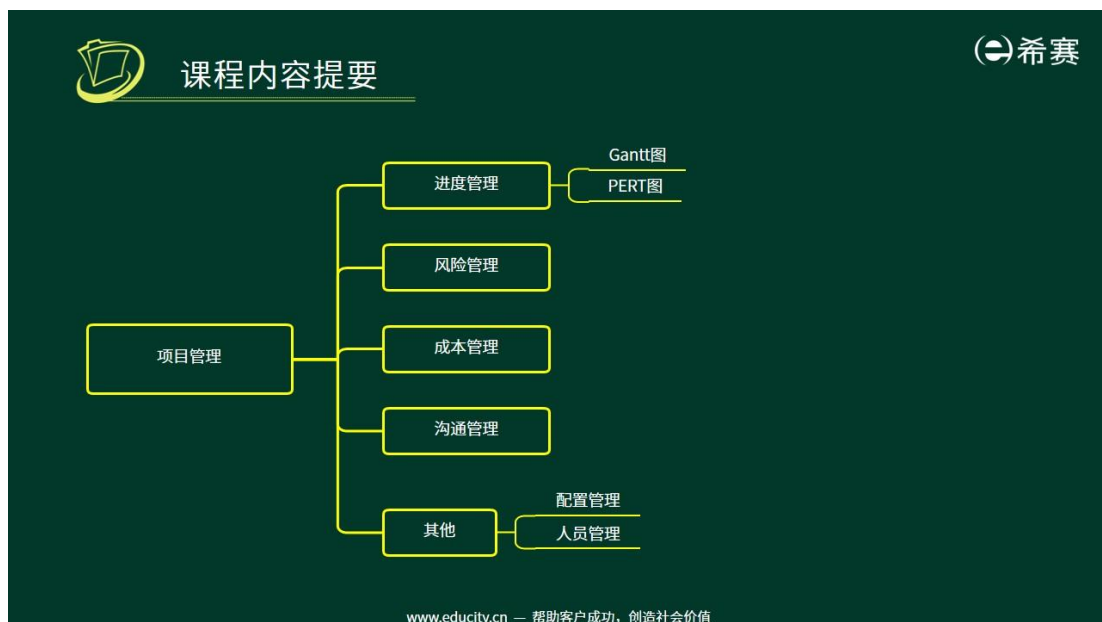 课程内容提要
希赛
Gantt图
进度管理
PERT图
风险管理
成本管理
项目管理
沟通管理
配置管理
其他
人员管理
www.educity.cn — 帮助客户成功，创造社会价值